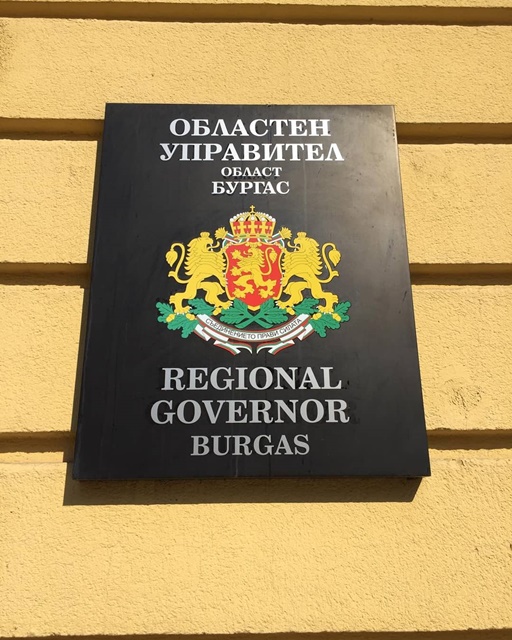 ОБЛАСТЕН
УПРАВИТЕЛ
ОБЛАСТ
БУРГАС
СЪЕДИНЕНИЕТО ПРАВИ СИЛАТА
REGIONAL
GOVERNOR
BURGAS